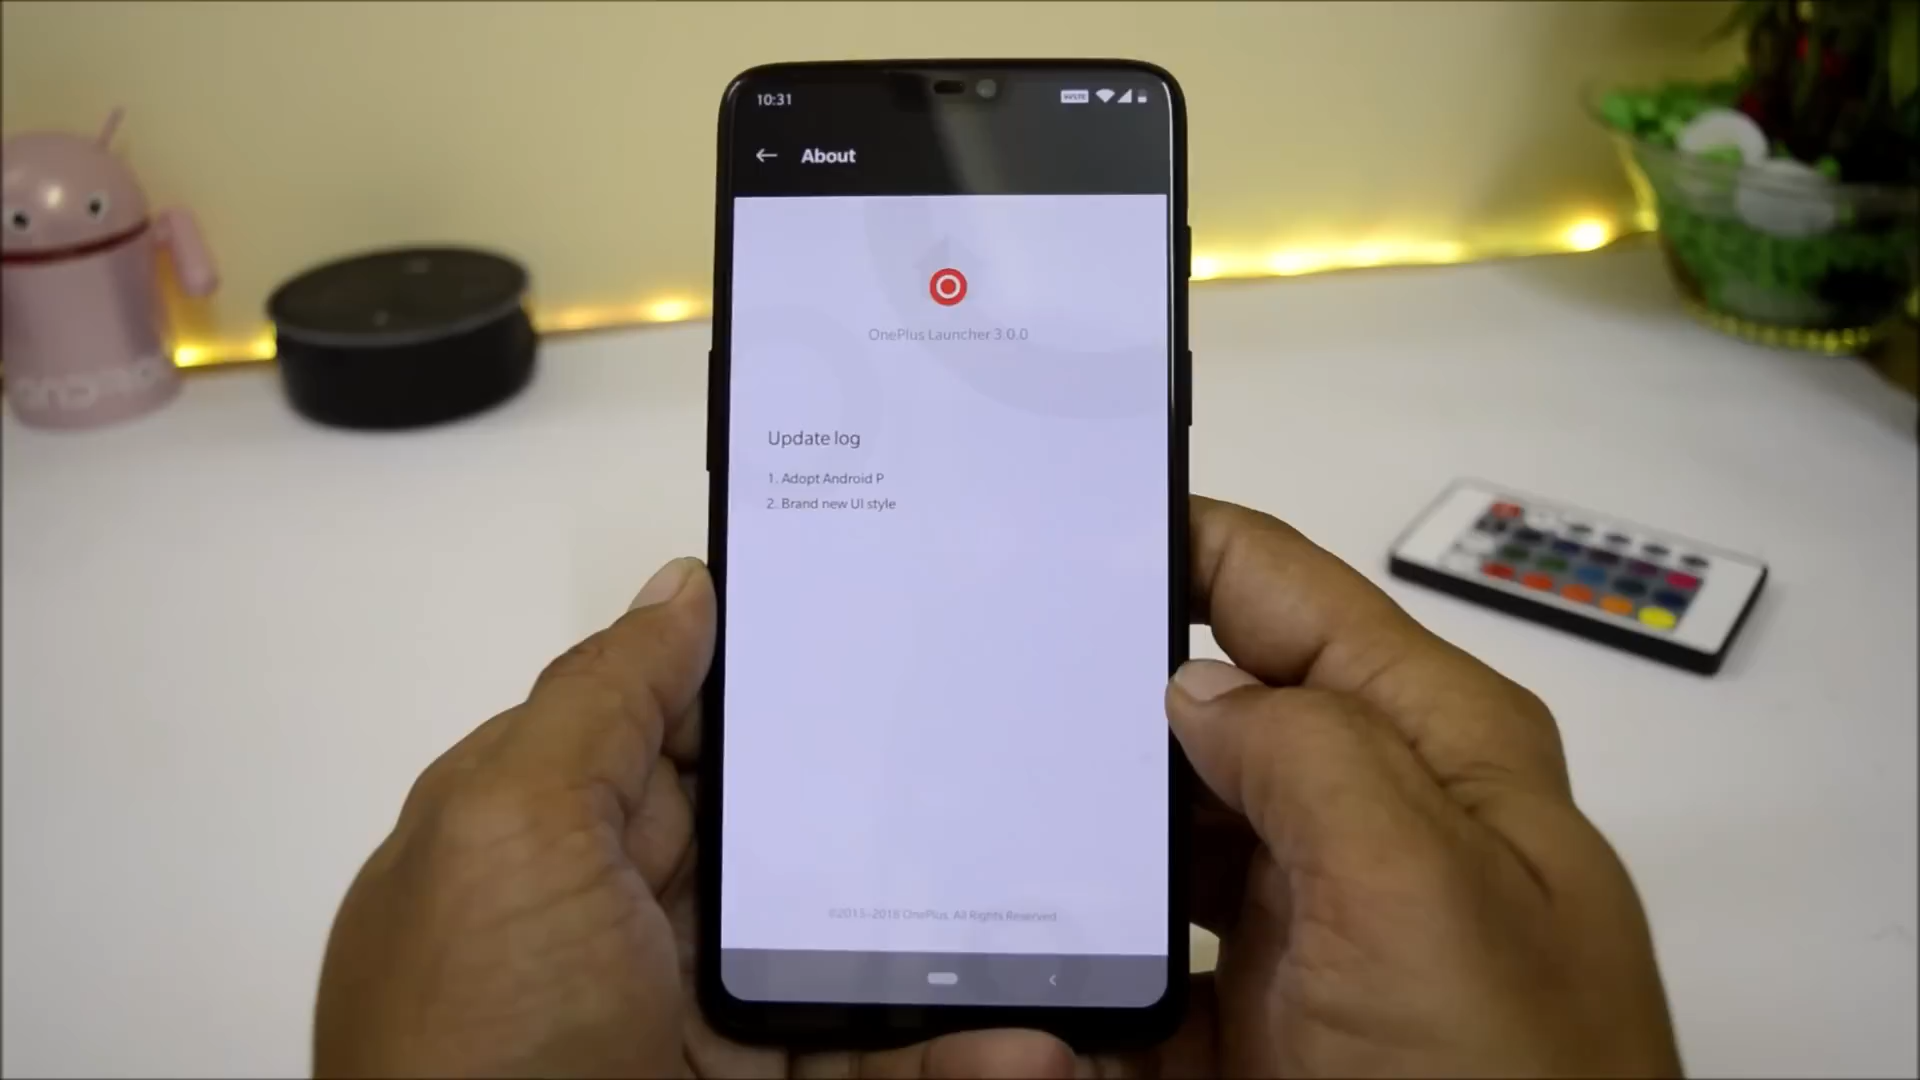 10:31
About
OnePlus Launcher 3.0.0
Update log
1. Adopt Android P
2. Brand new UI style
©2013-2018 OnePlus. All Rights Reserved